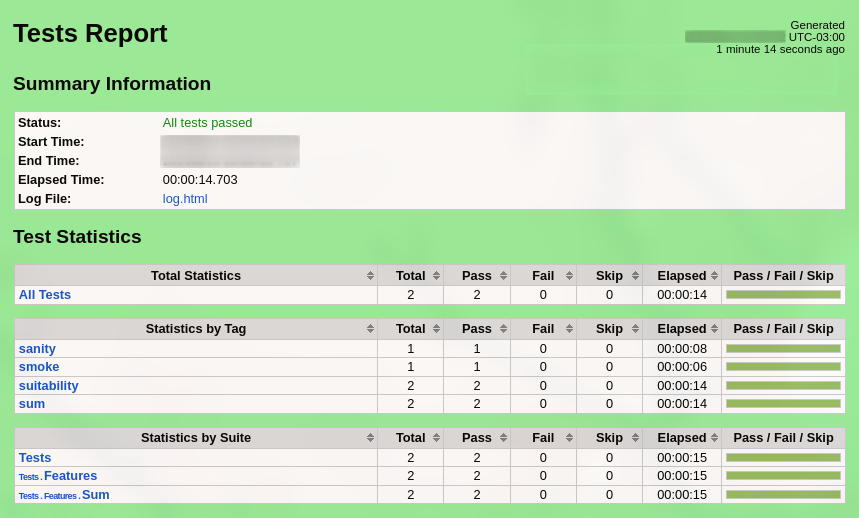 Tests Report
Generated
UTC-03:00
1 minute 14 seconds ago
Summary Information
Status: All tests passed
Start Time:
End Time:
Elapsed Time: 00:00:14.703
Log File: log.html
Test Statistics
Total Statistics Total Pass Fail Skip Elapsed Pass / Fail / Skip
All Tests 2 2 0 0 00:00:14
Statistics by Tag Total Pass Fail Skip Elapsed Pass / Fail / Skip
sanity 1 1 0 0 00:00:08
smoke 1 1 0 0 00:00:06
suitability 2 2 0 0 00:00:14
sum 2 2 0 0 00:00:14
Statistics by Suite Total Pass Fail Skip Elapsed Pass / Fail / Skip
Tests 2 2 0 0 00:00:15
Tests . Features 2 2 0 0 00:00:15
Tests . Features . Sum 2 2 0 0 00:00:15